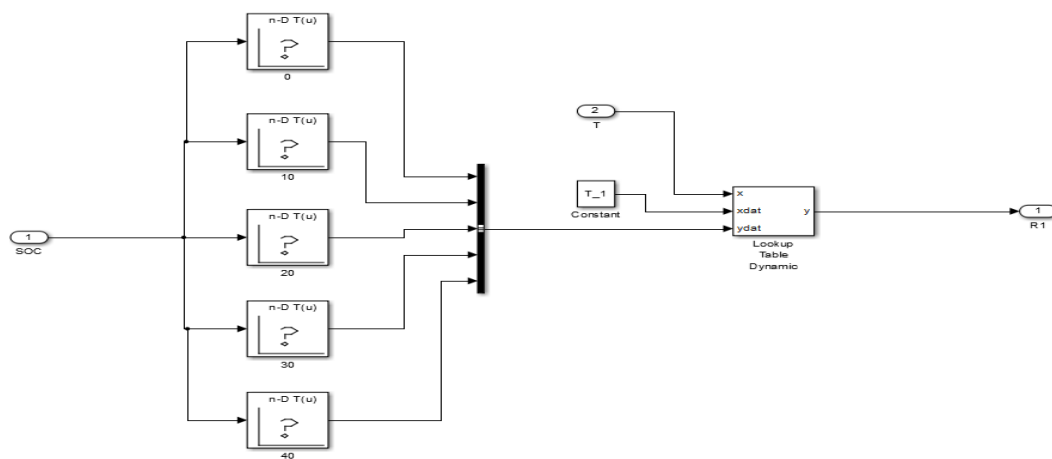 n-D T(u)
0
n-D T(u)
10
n-D T(u)
20
n-D T(u)
30
n-D T(u)
40
1
SOC
2
T
T_1
Constant
x
xdat
ydat
y
Lookup
Table
Dynamic
1
R1